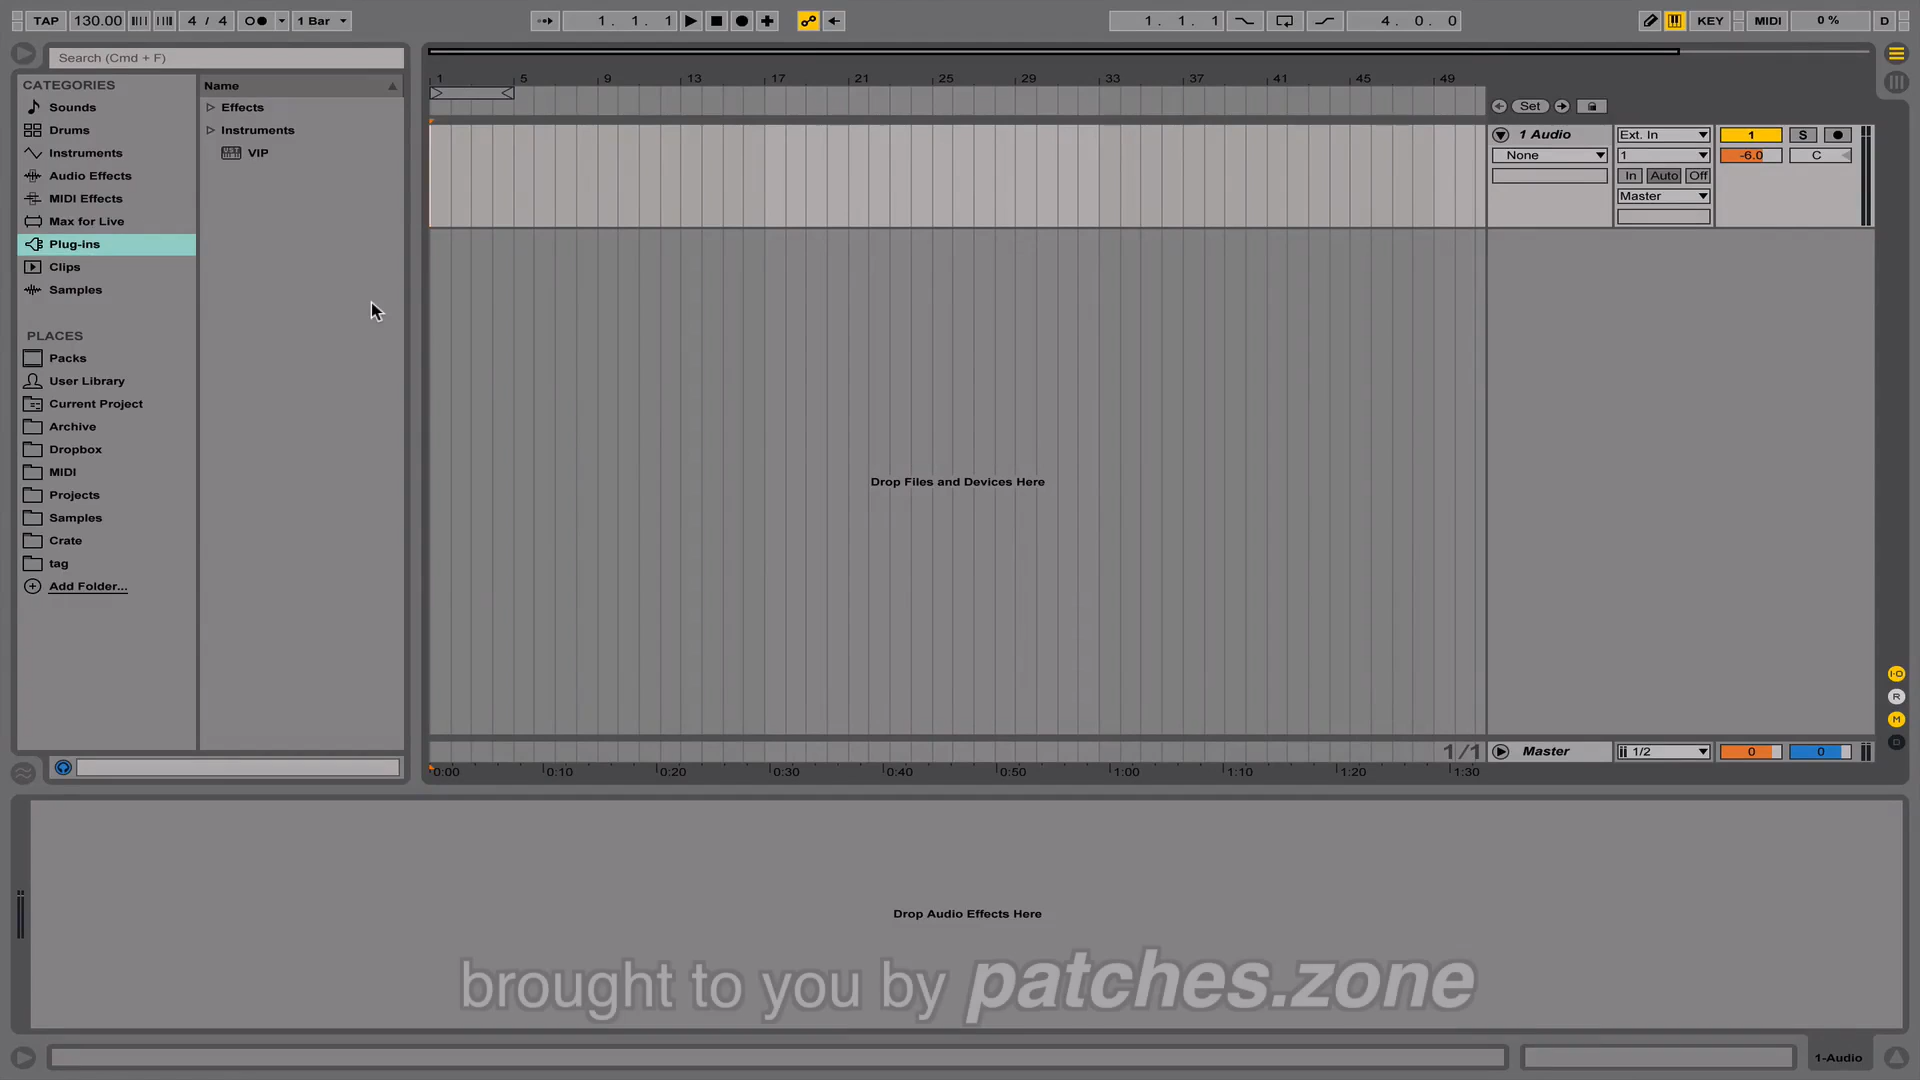 TAP 130.00 4 / 4 1 Bar 1. 1. 1 1. 1. 1 4. 0. 0 KEY MIDI 0 % D
Search (Cmd + F)
CATEGORIES
Sounds
Drums
Instruments
Audio Effects
MIDI Effects
Max for Live
Plug-ins
Clips
Samples
PLACES
Packs
User Library
Current Project
Archive
Dropbox
MIDI
Projects
Samples
Crate
tag
Add Folder...
Name
Effects
Instruments
VIP
1 5 9 13 17 21 25 29 33 37 41 45 49
Set
1 Audio Ext. In 1 S
None 1 -6.0 C
In Auto Off
Master
Drop Files and Devices Here
I-O
R
M
D
1/1 Master 1/2 0 0
0:00 0:10 0:20 0:30 0:40 0:50 1:00 1:10 1:20 1:30
Drop Audio Effects Here
brought to you by patches.zone
1-Audio